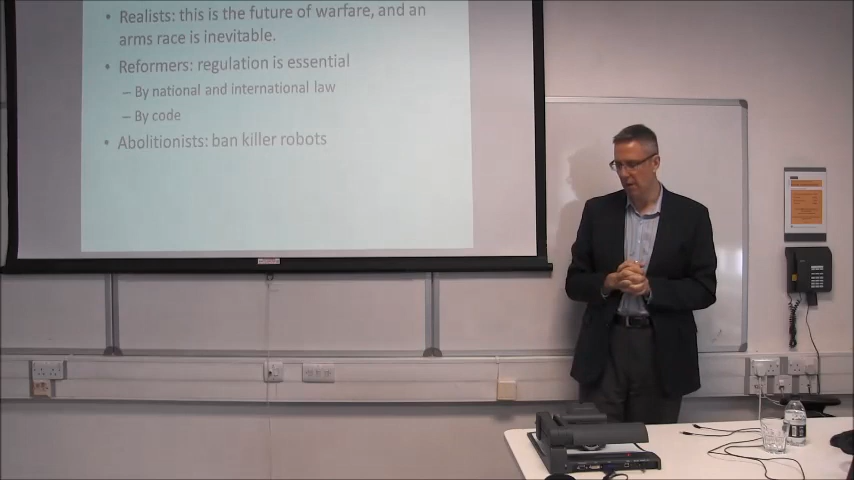 • Realists: this is the future of warfare, and an
arms race is inevitable.
• Reformers: regulation is essential
– By national and international law
– By code
• Abolitionists: ban killer robots